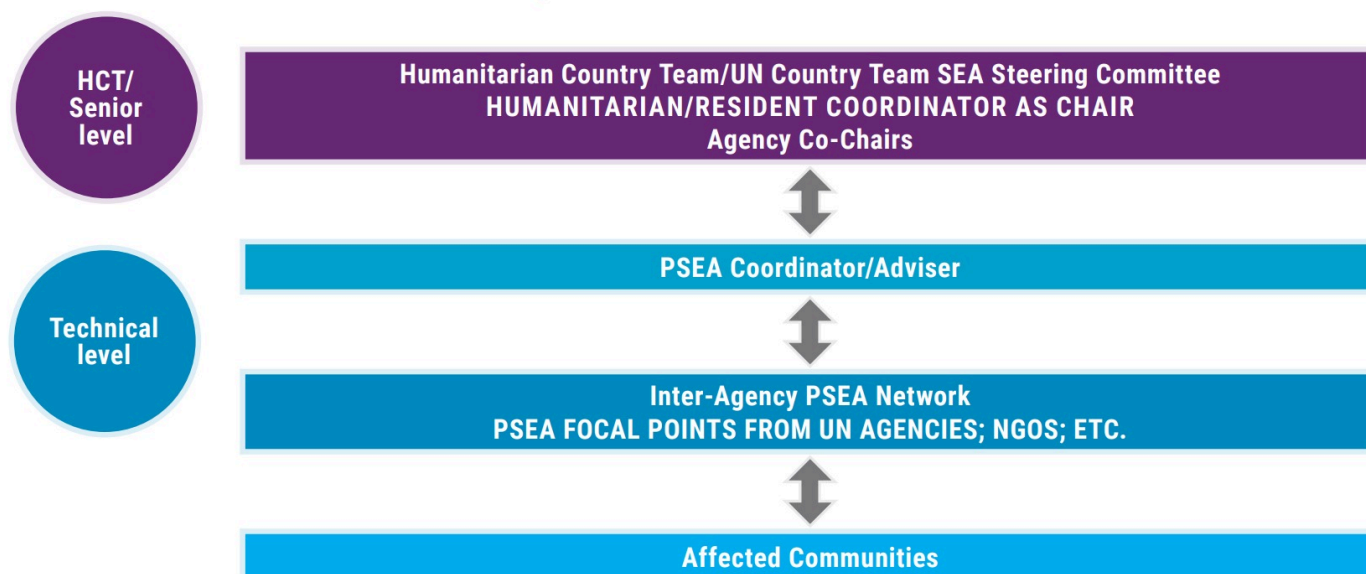 HCT/
Senior
level
Humanitarian Country Team/UN Country Team SEA Steering Committee
HUMANITARIAN/RESIDENT COORDINATOR AS CHAIR
Agency Co-Chairs
PSEA Coordinator/Adviser
Technical
level
Inter-Agency PSEA Network
PSEA FOCAL POINTS FROM UN AGENCIES; NGOS; ETC.
Affected Communities